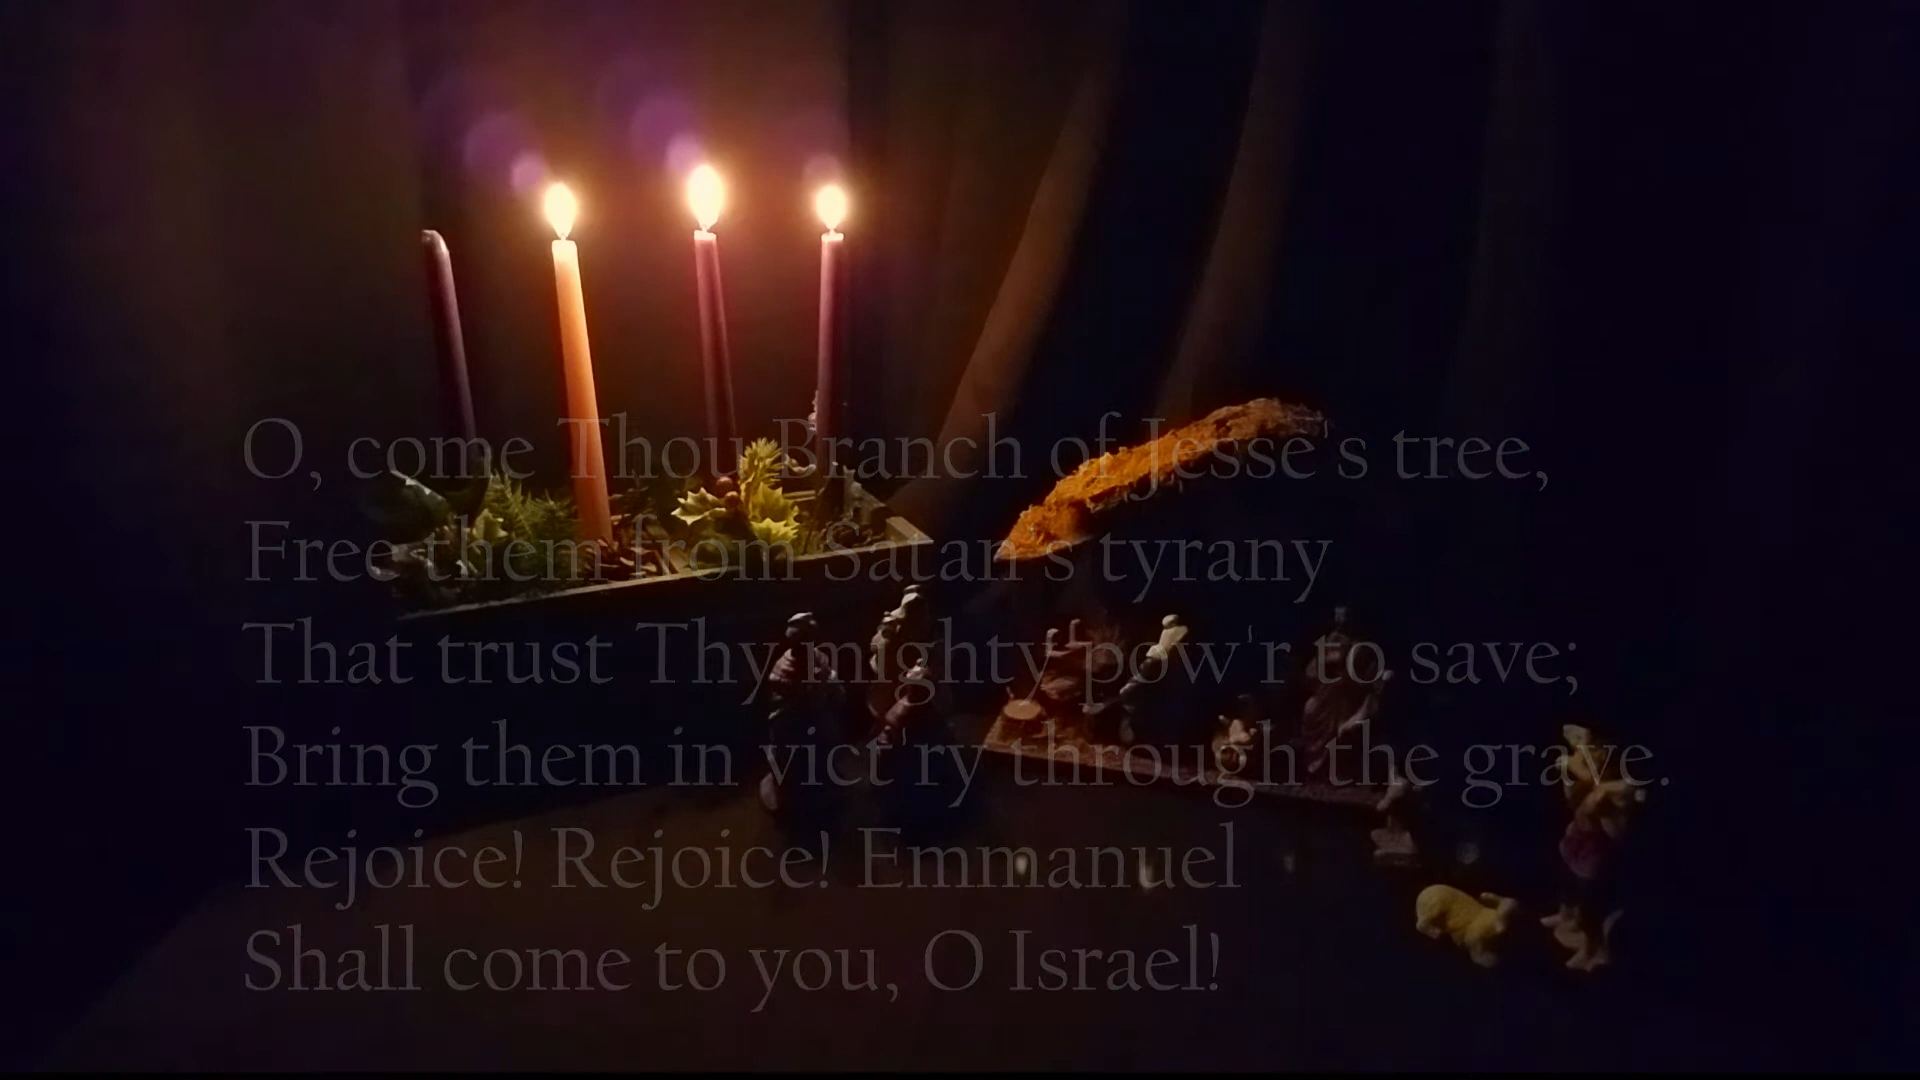 O, come Thou Branch of Jesse's tree,
Free them from Satan's tyranny
That trust Thy mighty pow'r to save;
Bring them in vict'ry through the grave.
Rejoice! Rejoice! Emmanuel
Shall come to you, O Israel!